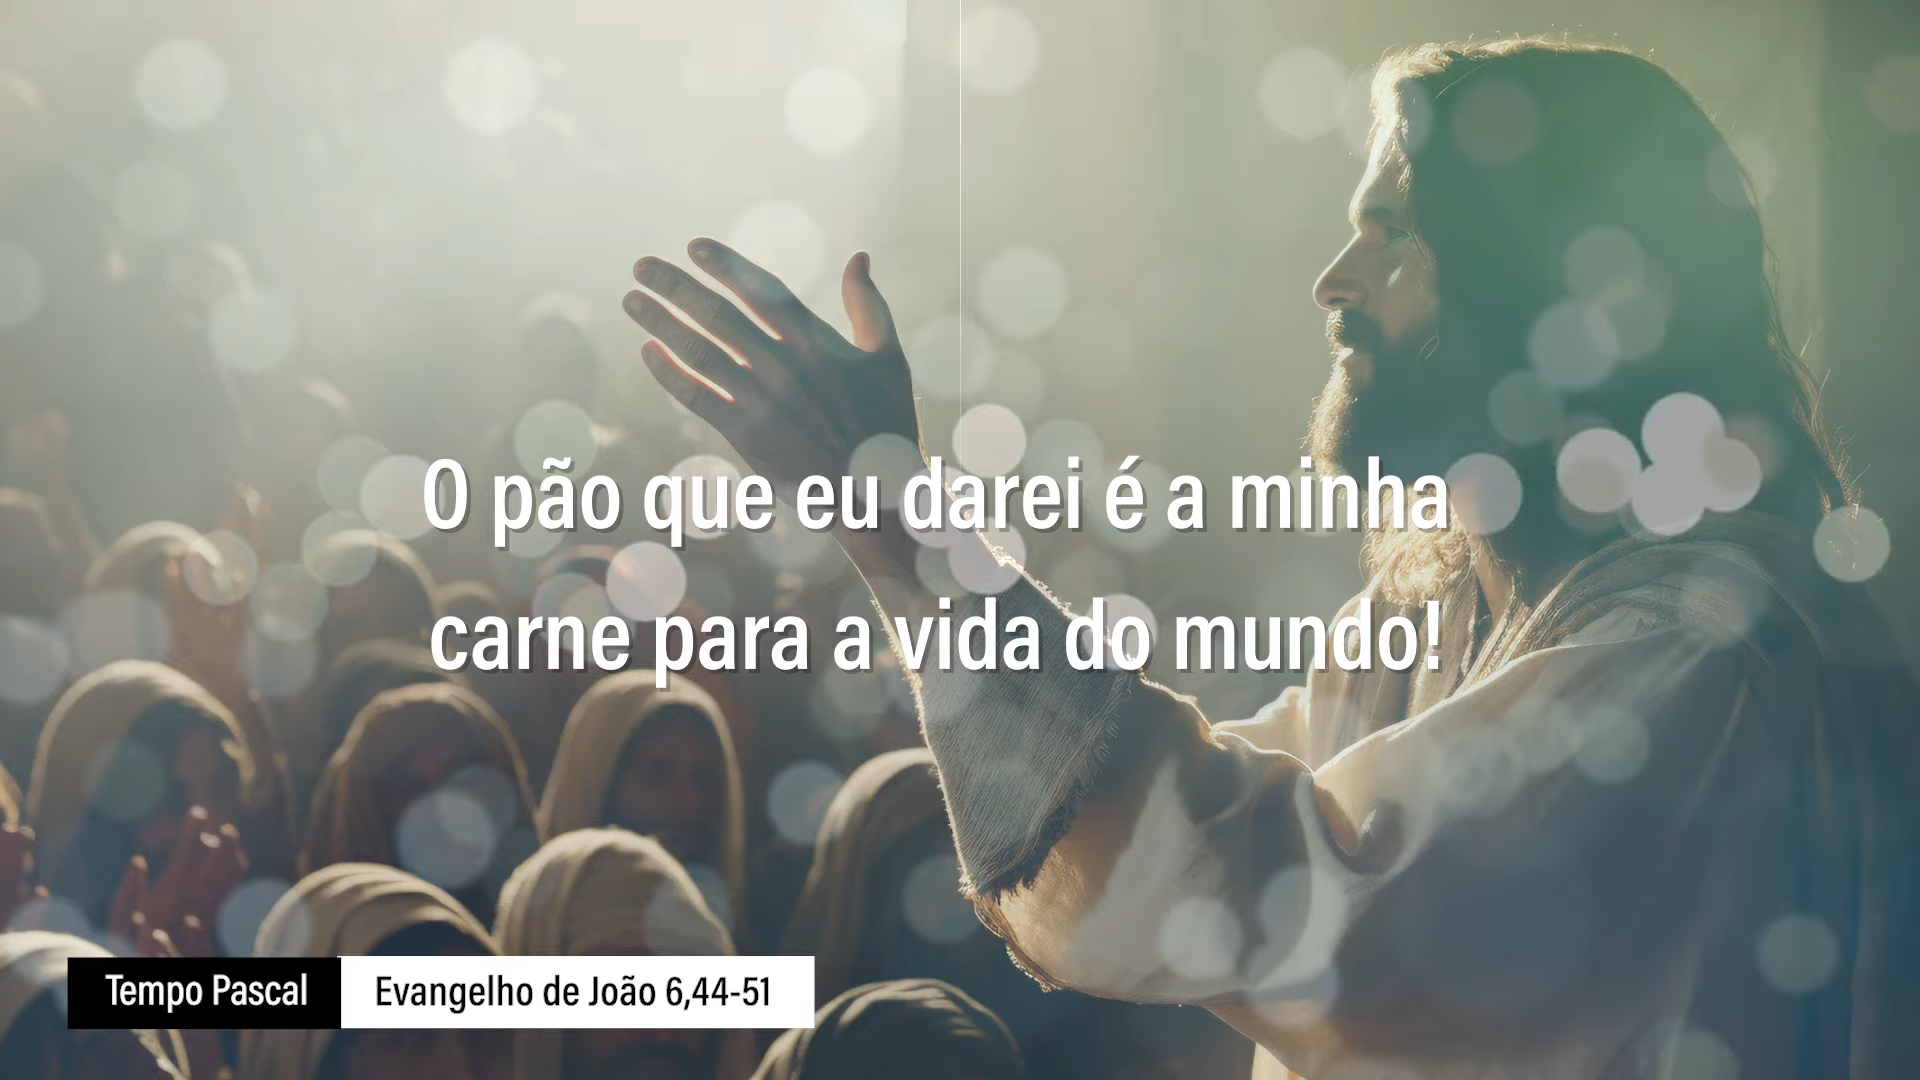 O pão que eu darei é a minha
carne para a vida do mundo!
Tempo Pascal Evangelho de João 6,44-51